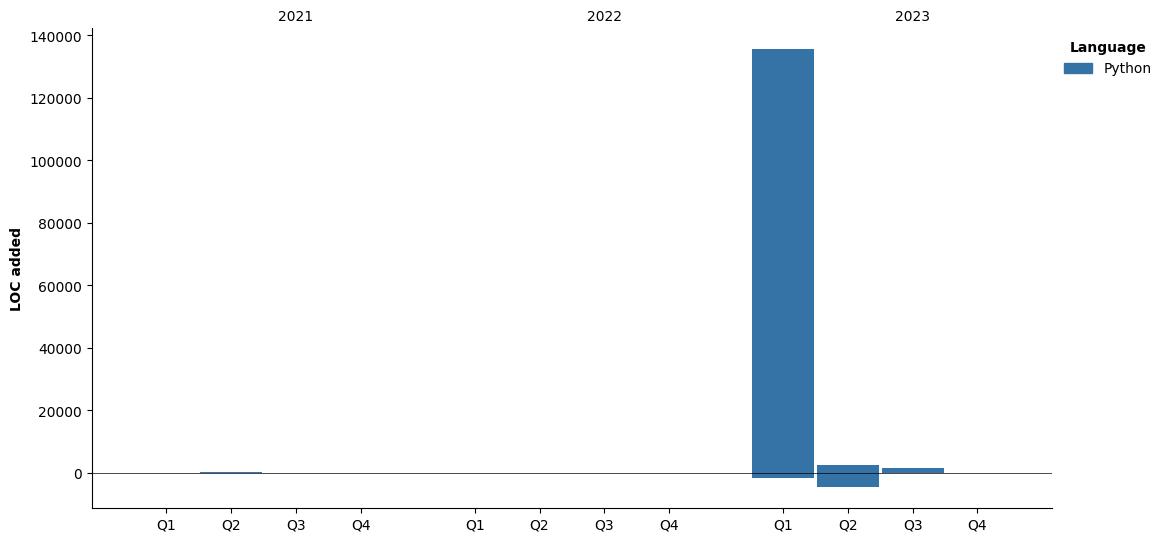 2021 2022 2023
140000
120000
100000
80000
60000
40000
20000
0
LOC added
Q1 Q2 Q3 Q4 Q1 Q2 Q3 Q4 Q1 Q2 Q3 Q4
Language
Python